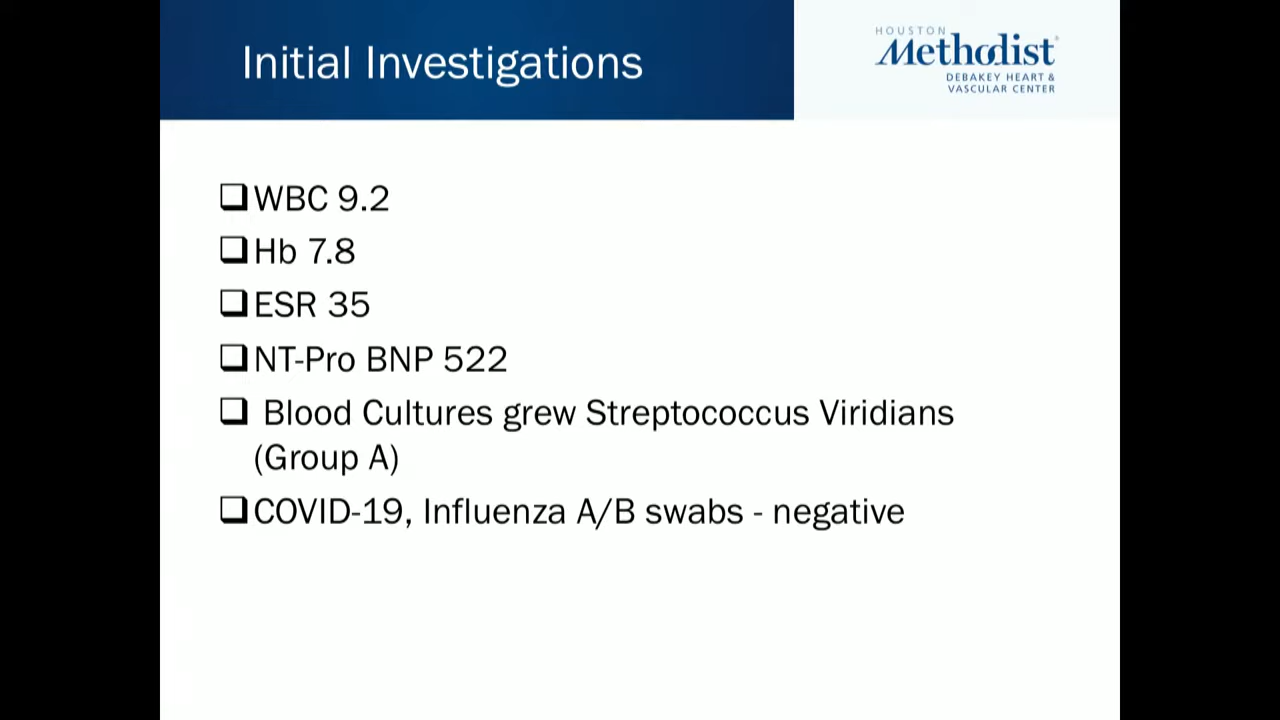 Initial Investigations
HOUSTON
Methodist
DEBAKEY HEART &
VASCULAR CENTER
WBC 9.2
Hb 7.8
ESR 35
NT-Pro BNP 522
Blood Cultures grew Streptococcus Viridians
(Group A)
COVID-19, Influenza A/B swabs - negative